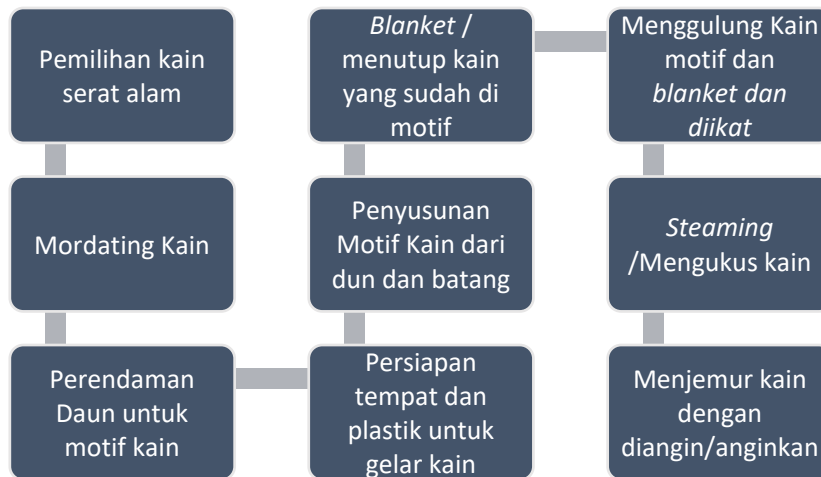 Pemilihan kain
serat alam
Mordating Kain
Perendaman
Daun untuk
motif kain
Persiapan
tempat dan
plastik untuk
gelar kain
Penyusunan
Motif Kain dari
dun dan batang
Blanket /
menutup kain
yang sudah di
motif
Menggulung Kain
motif dan
blanket dan
diikat
Steaming
/Mengukus kain
Menjemur kain
dengan
diangin/anginkan